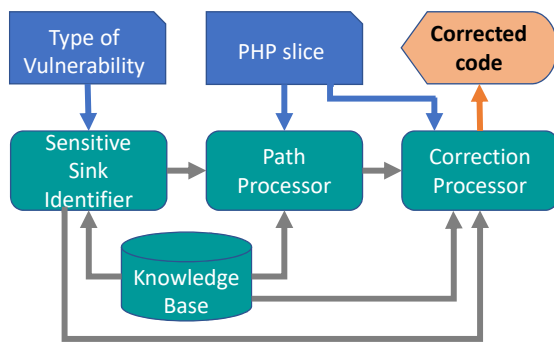 Type of
Vulnerability
PHP slice
Corrected
code
Sensitive
Sink
Identifier
Path
Processor
Correction
Processor
Knowledge
Base